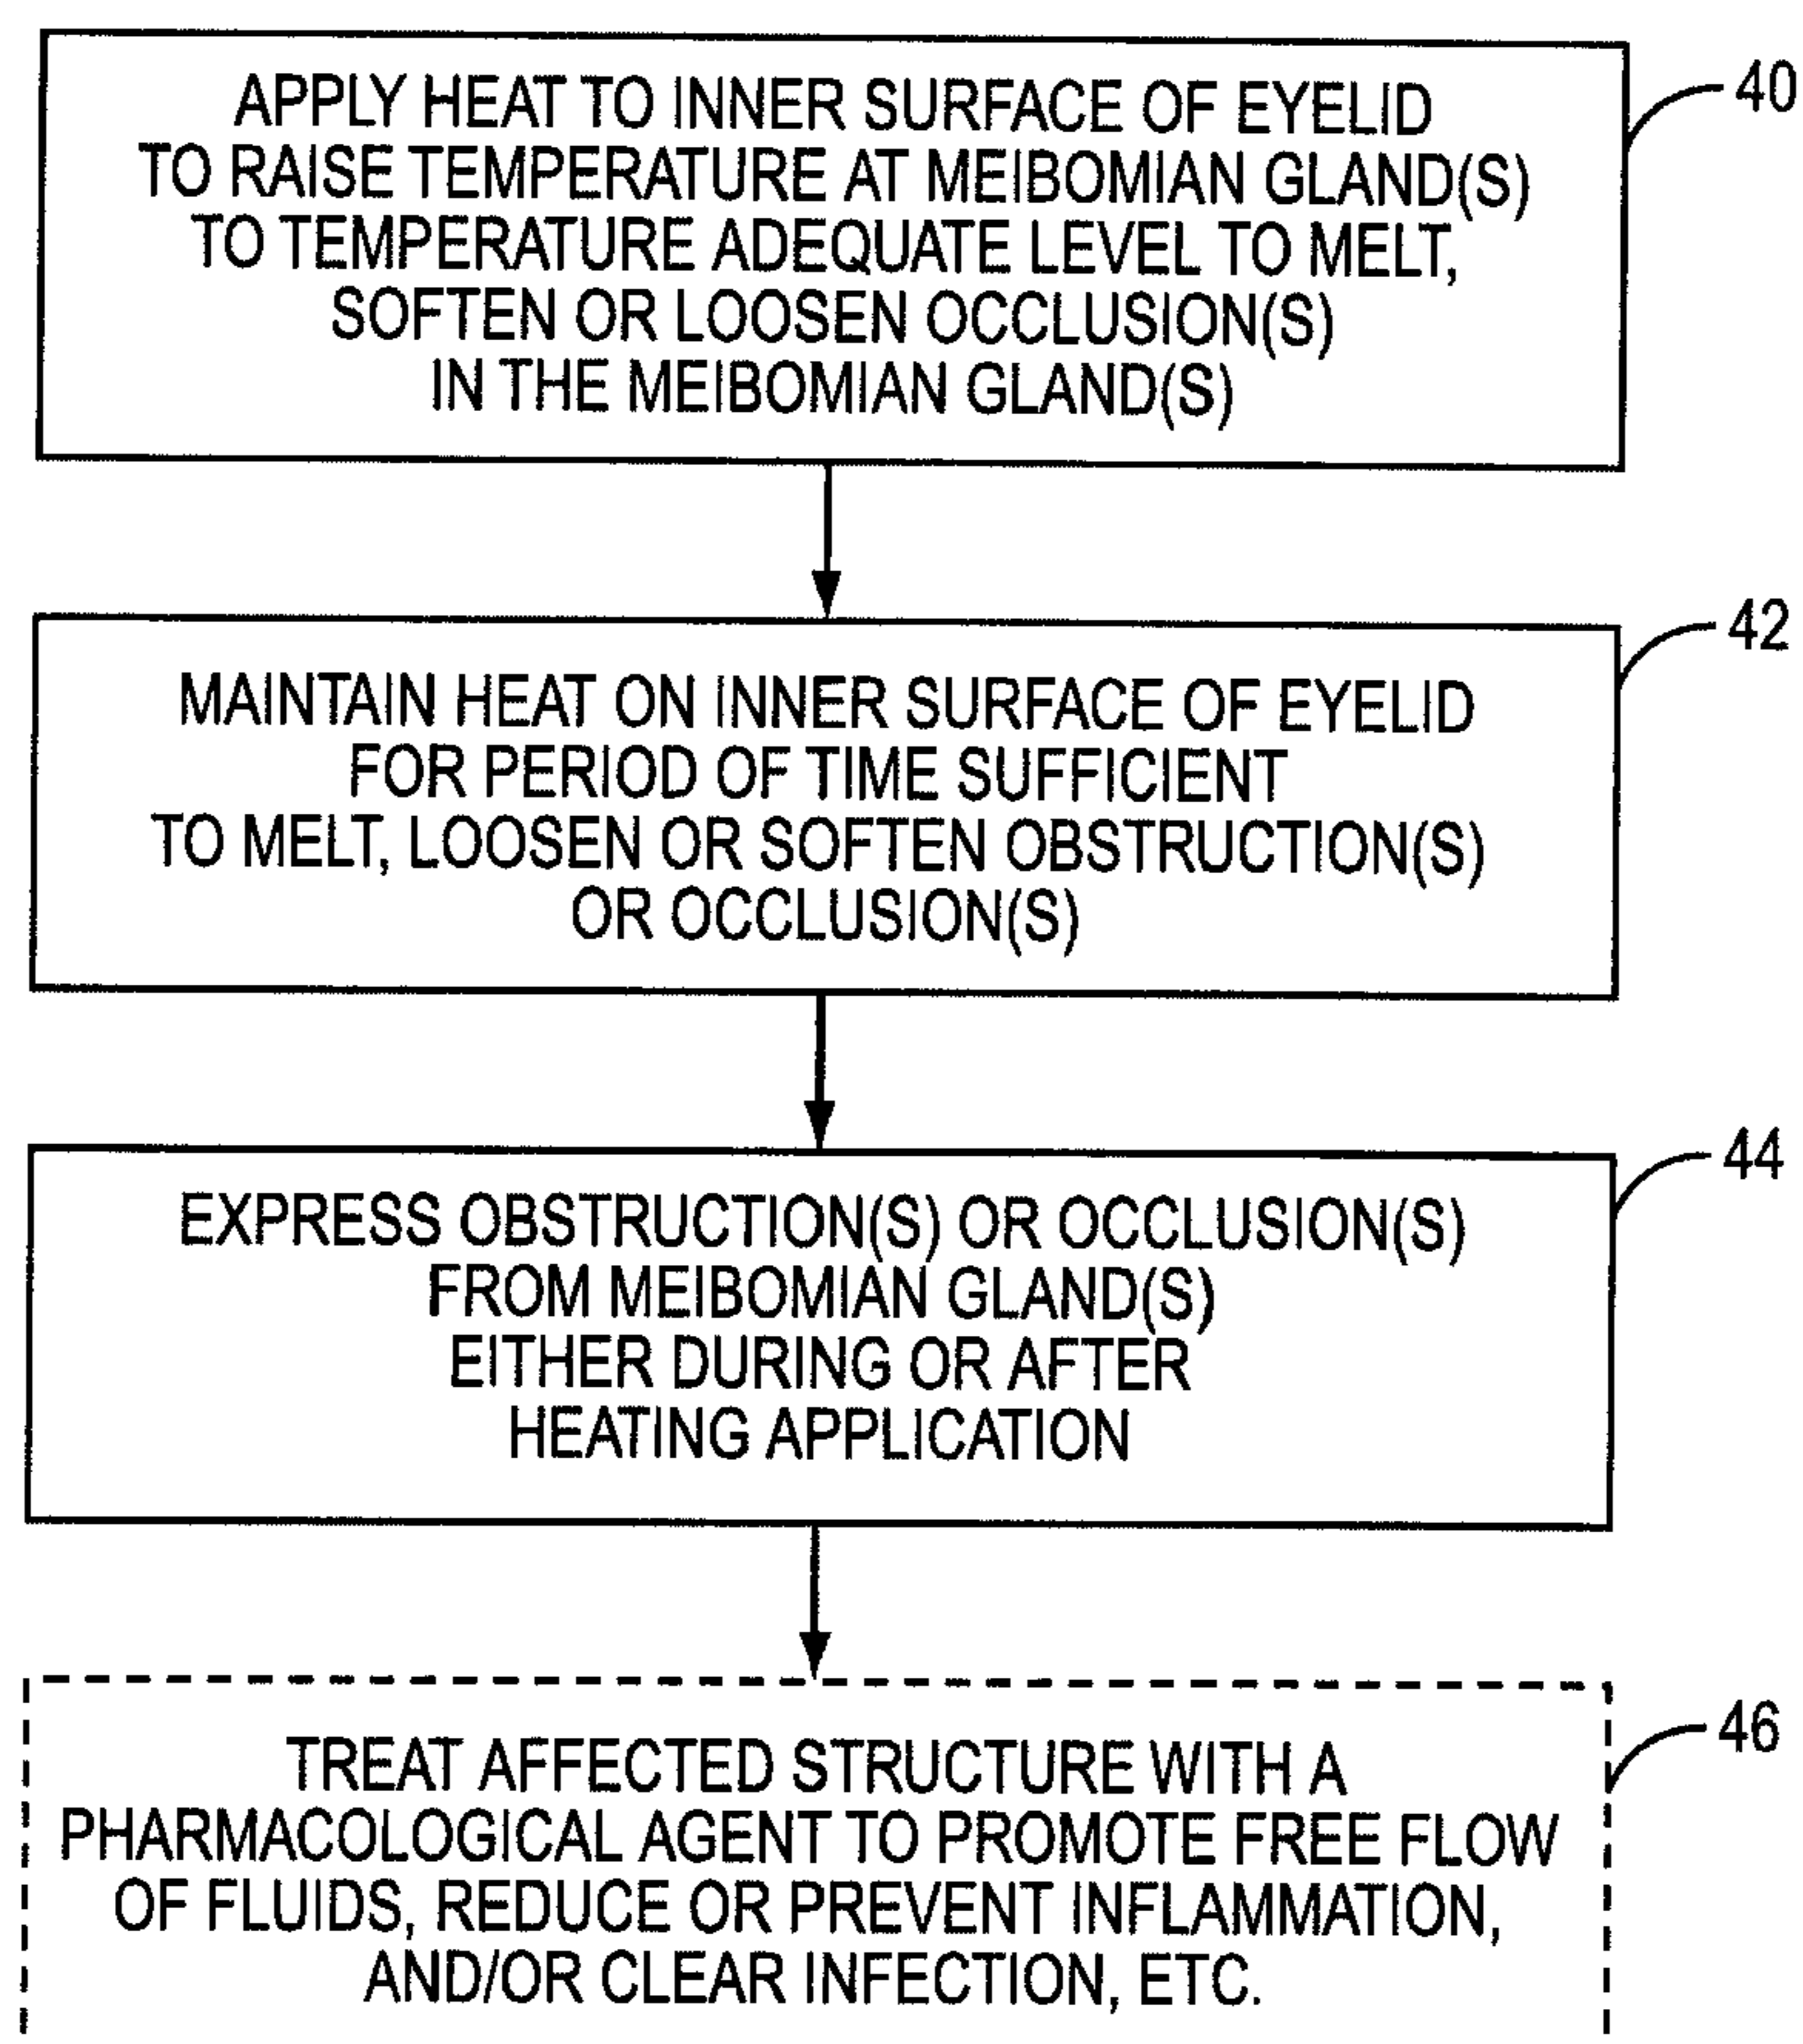 APPLY HEAT TO INNER SURFACE OF EYELID
TO RAISE TEMPERATURE AT MEIBOMIAN GLAND(S)
TO TEMPERATURE ADEQUATE LEVEL TO MELT,
SOFTEN OR LOOSEN OCCLUSION(S)
IN THE MEIBOMIAN GLAND(S)
40
MAINTAIN HEAT ON INNER SURFACE OF EYELID
FOR PERIOD OF TIME SUFFICIENT
TO MELT, LOOSEN OR SOFTEN OBSTRUCTION(S)
OR OCCLUSION(S)
42
EXPRESS OBSTRUCTION(S) OR OCCLUSION(S)
FROM MEIBOMIAN GLAND(S)
EITHER DURING OR AFTER
HEATING APPLICATION
44
TREAT AFFECTED STRUCTURE WITH A
PHARMACOLOGICAL AGENT TO PROMOTE FREE FLOW
OF FLUIDS, REDUCE OR PREVENT INFLAMMATION,
AND/OR CLEAR INFECTION, ETC.
46